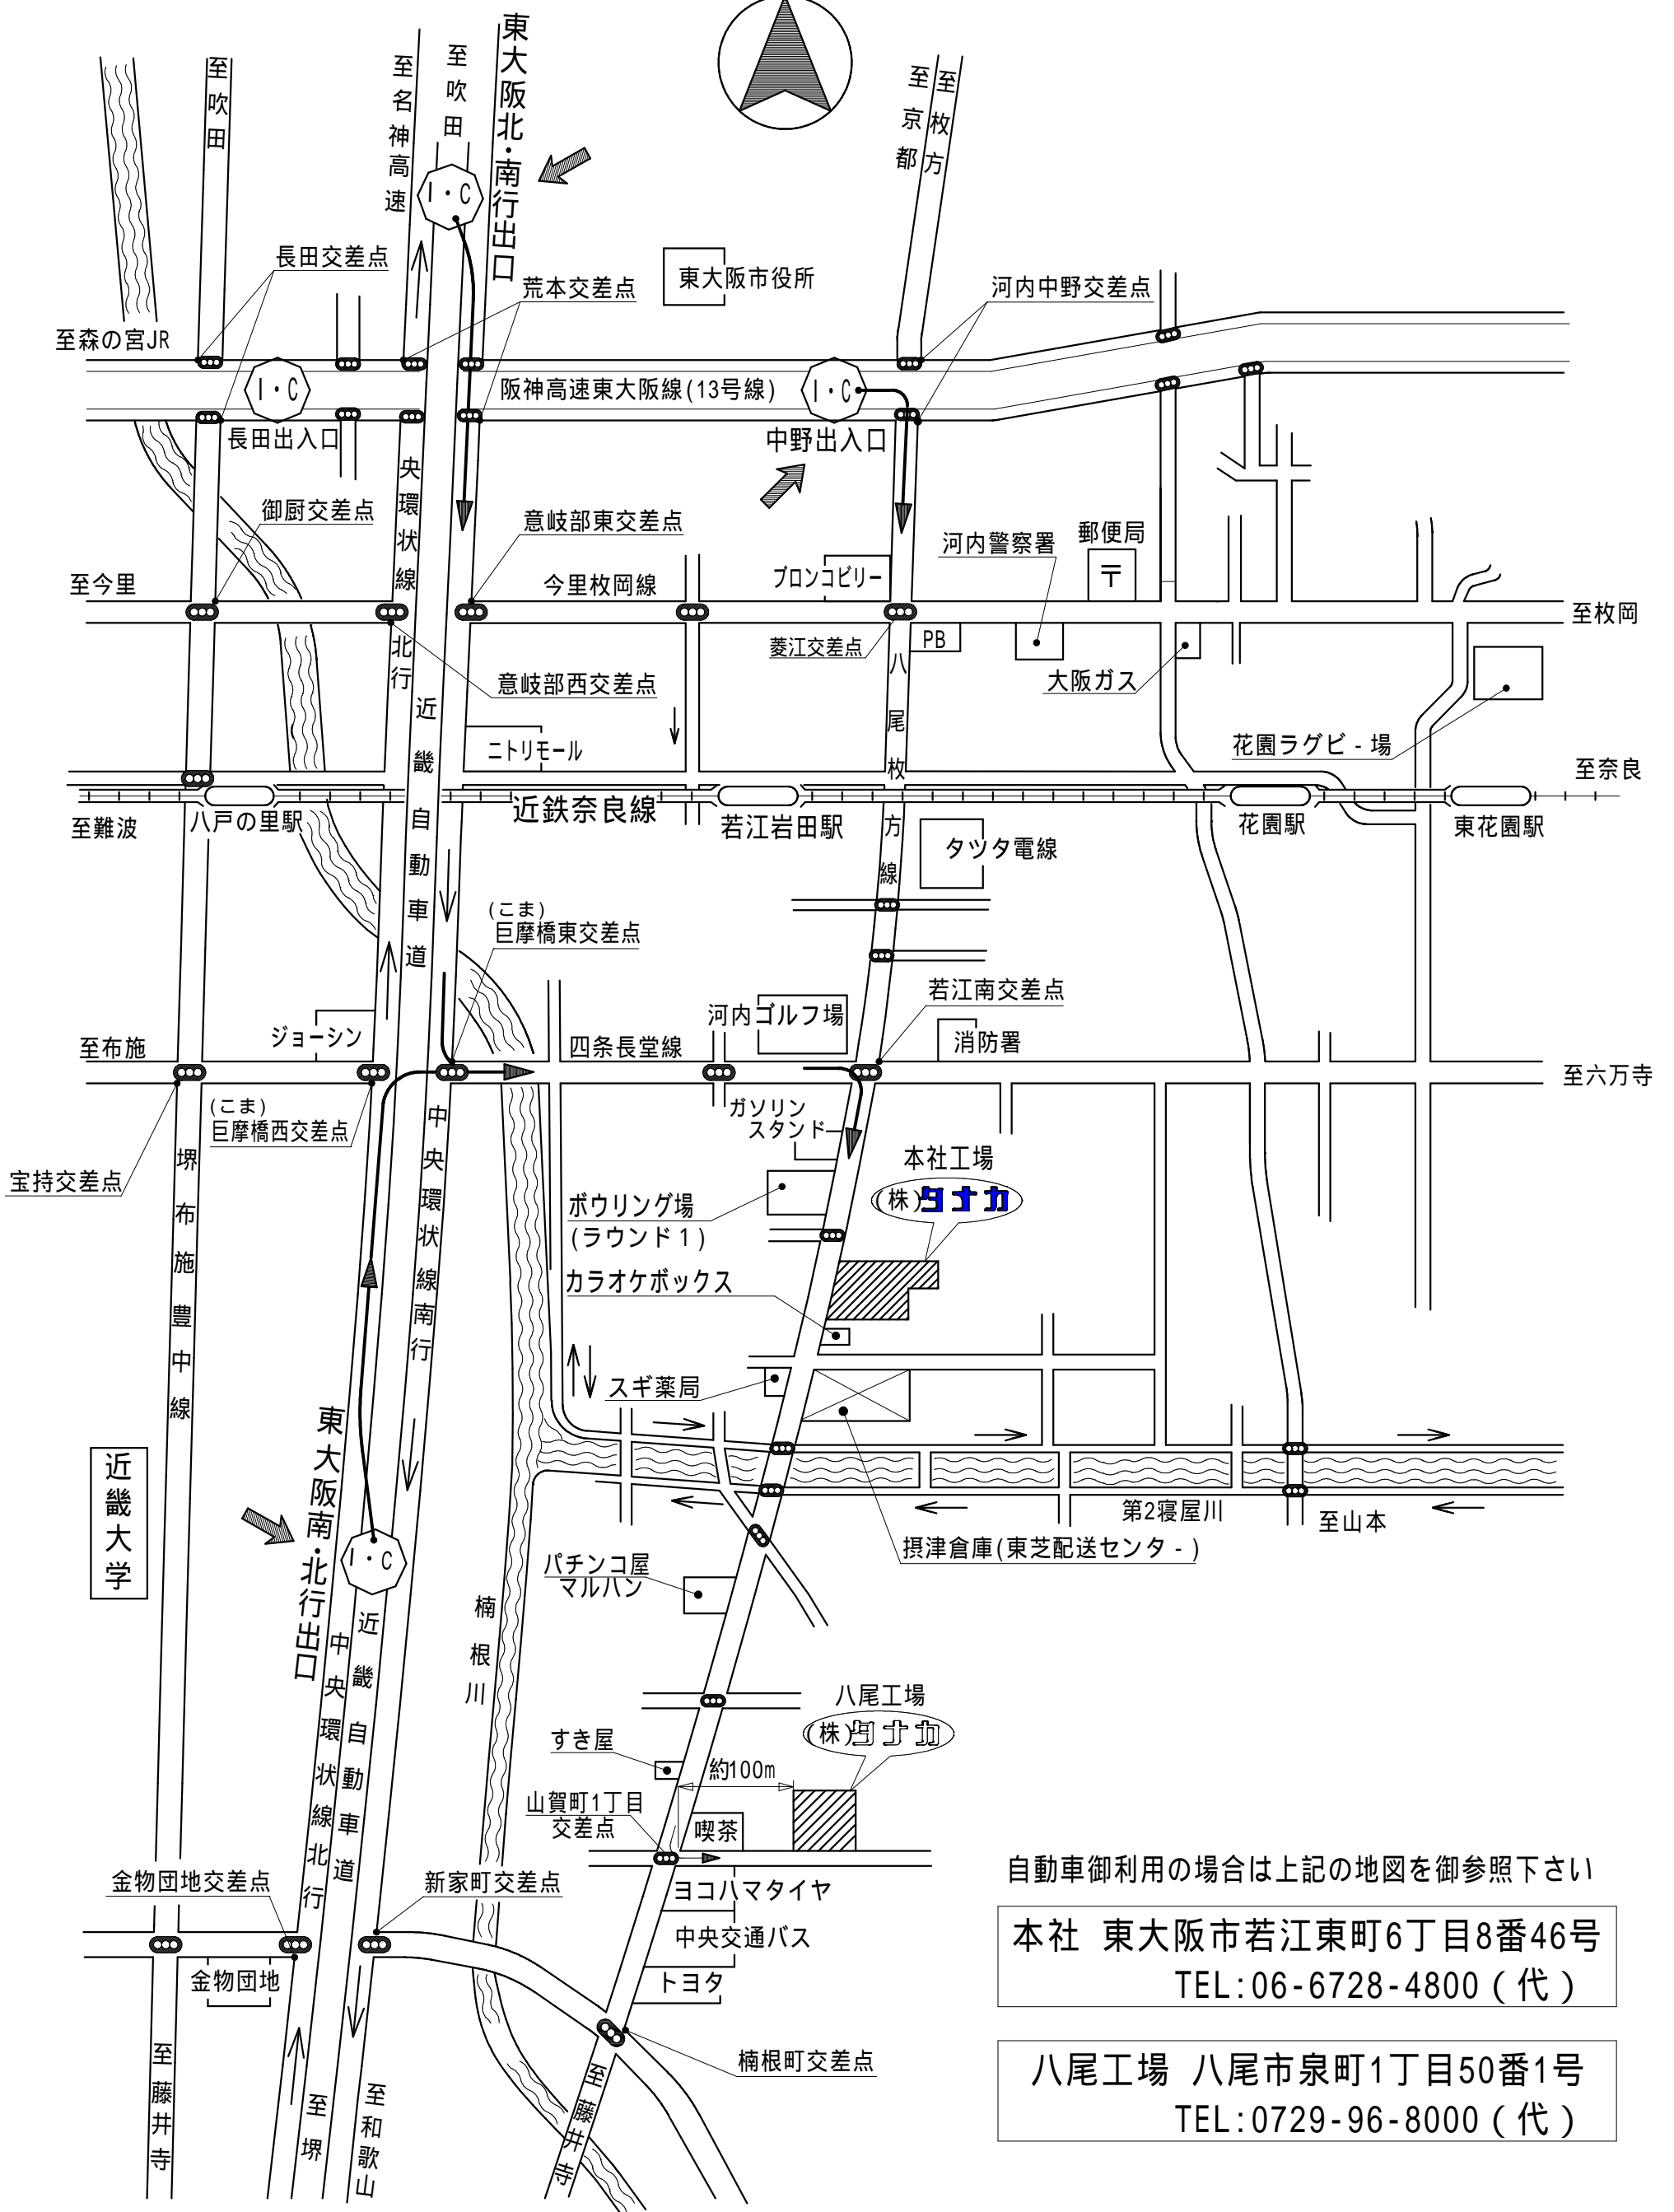 至吹田
至名神高速
至吹田
東大阪北・南行出口
至京都
至枚方
I・C
長田交差点
荒本交差点
東大阪市役所
河内中野交差点
至森の宮JR
I・C
阪神高速東大阪線(13号線)
I・C
長田出入口
中野出入口
中央環状線北行
御厨交差点
意岐部東交差点
河内警察署
郵便局
〒
至今里
今里枚岡線
ブロンコビリー
至枚岡
菱江交差点
PB
八尾枚方線
意岐部西交差点
大阪ガス
近畿自動車道
ニトリモール
花園ラグビ-場
至奈良
至難波
八戸の里駅
近鉄奈良線
若江岩田駅
花園駅
東花園駅
タツタ電線
(こま)
巨摩橋東交差点
若江南交差点
河内ゴルフ場
ジョーシン
消防署
至布施
四条長堂線
至六万寺
(こま)
巨摩橋西交差点
ガソリン
スタンド
中央環状線南行
本社工場
宝持交差点
堺布施豊中線
(株)タナカ
ボウリング場
(ラウンド1)
カラオケボックス
スギ薬局
東大阪南・北行出口
近畿大学
第2寝屋川
至山本
摂津倉庫(東芝配送センタ-)
I・C
パチンコ屋
マルハン
楠根川
近畿自動車道
中央環状線北行
八尾工場
(株)タナカ
すき屋
約100m
山賀町1丁目
交差点
喫茶
自動車御利用の場合は上記の地図を御参照下さい
金物団地交差点
新家町交差点
ヨコハマタイヤ
本社 東大阪市若江東町6丁目8番46号
TEL:06-6728-4800(代)
中央交通バス
金物団地
トヨタ
楠根町交差点
八尾工場 八尾市泉町1丁目50番1号
TEL:0729-96-8000(代)
至藤井寺
至堺
至和歌山
至藤井寺